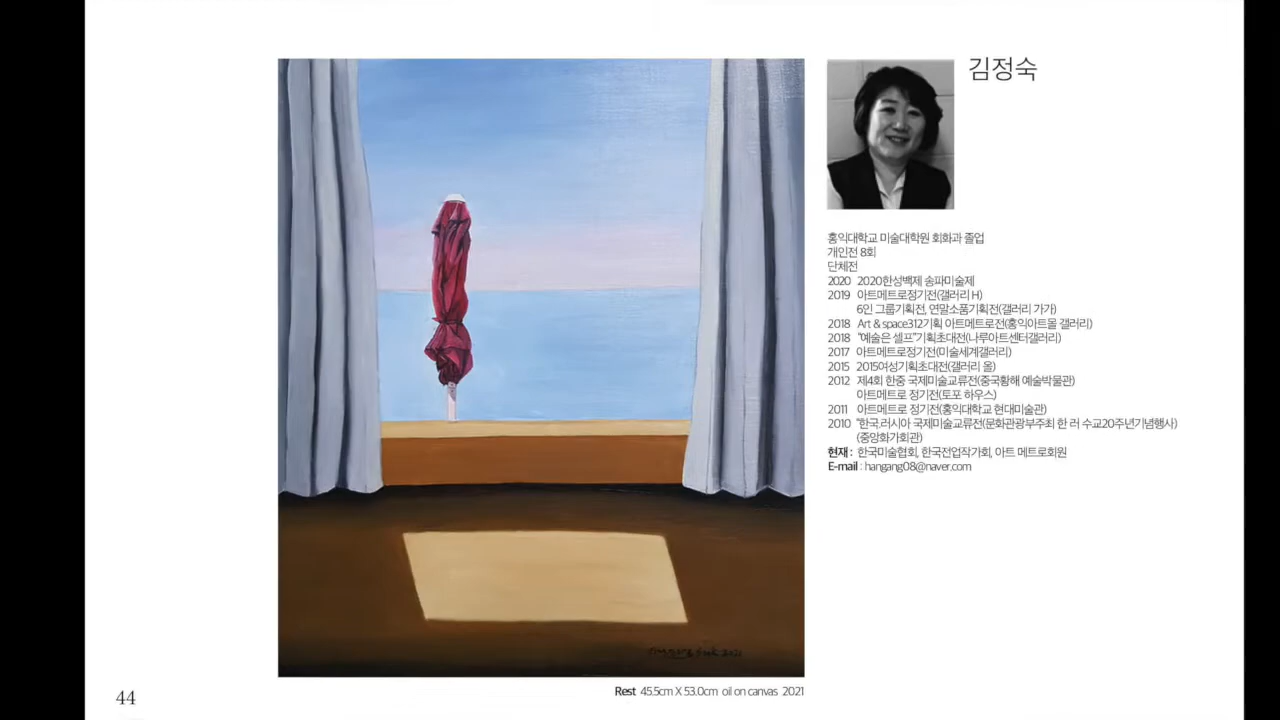 김정숙
홍익대학교 미술대학원 회화과 졸업
개인전 8회
단체전
2020 2020한성백제 송파미술제
2019 아트메트로정기전(갤러리 H)
6인 그룹기획전, 연말소품기획전(갤러리 가가)
2018 Art & space312기획 아트메트로전(홍익아트몰 갤러리)
2018 "예술은 셀프"기획초대전(나루아트센터갤러리)
2017 아트메트로정기전(미술세계갤러리)
2015 2015여성기획초대전(갤러리 올)
2012 제4회 한중 국제미술교류전(중국황해 예술박물관)
아트메트로 정기전(토포 하우스)
2011 아트메트로 정기전(홍익대학교 현대미술관)
2010 "한국.러시아 국제미술교류전(문화관광부주최 한 러 수교20주년기념행사)
(중앙화가회관)
현재 : 한국미술협회, 한국전업작가회, 아트 메트로회원
E-mail : hangang08@naver.com
2021
Rest 45.5cm X 53.0cm oil on canvas 2021
44